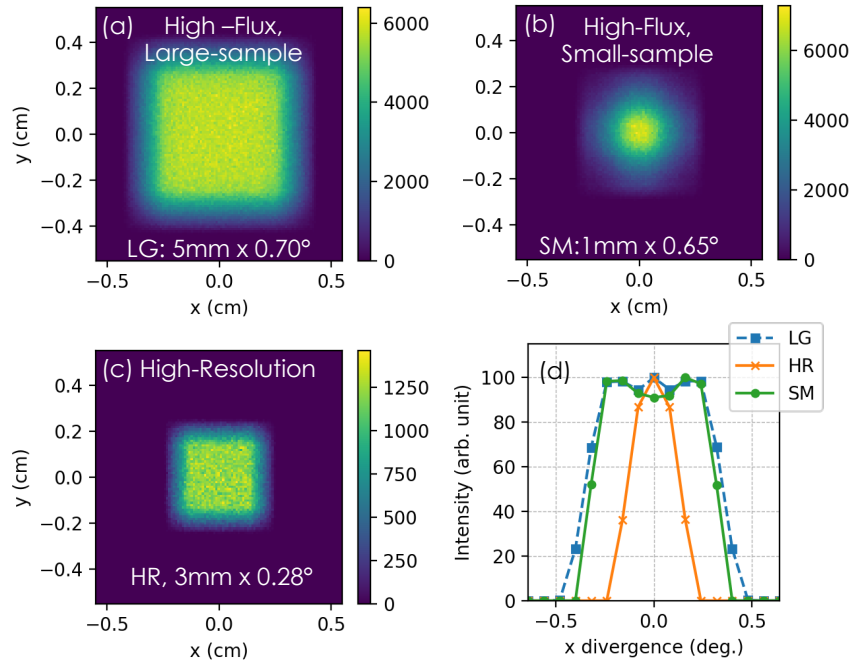 (a) High –Flux,
Large-sample
0.4
0.2
0.0
−0.2
−0.4
y (cm)
LG: 5mm x 0.70°
−0.5 0.0 0.5
x (cm)
6000
4000
2000
0
(b) High-Flux,
Small-sample
0.4
0.2
0.0
−0.2
−0.4
SM:1mm x 0.65°
−0.5 0.0 0.5
x (cm)
6000
4000
2000
0
(c) High-Resolution
0.4
0.2
0.0
−0.2
−0.4
y (cm)
HR, 3mm x 0.28°
−0.5 0.0 0.5
x (cm)
1250
1000
750
500
250
0
(d)
LG
HR
SM
100
80
60
40
20
0
Intensity (arb. unit)
−0.5 0.0 0.5
x divergence (deg.)